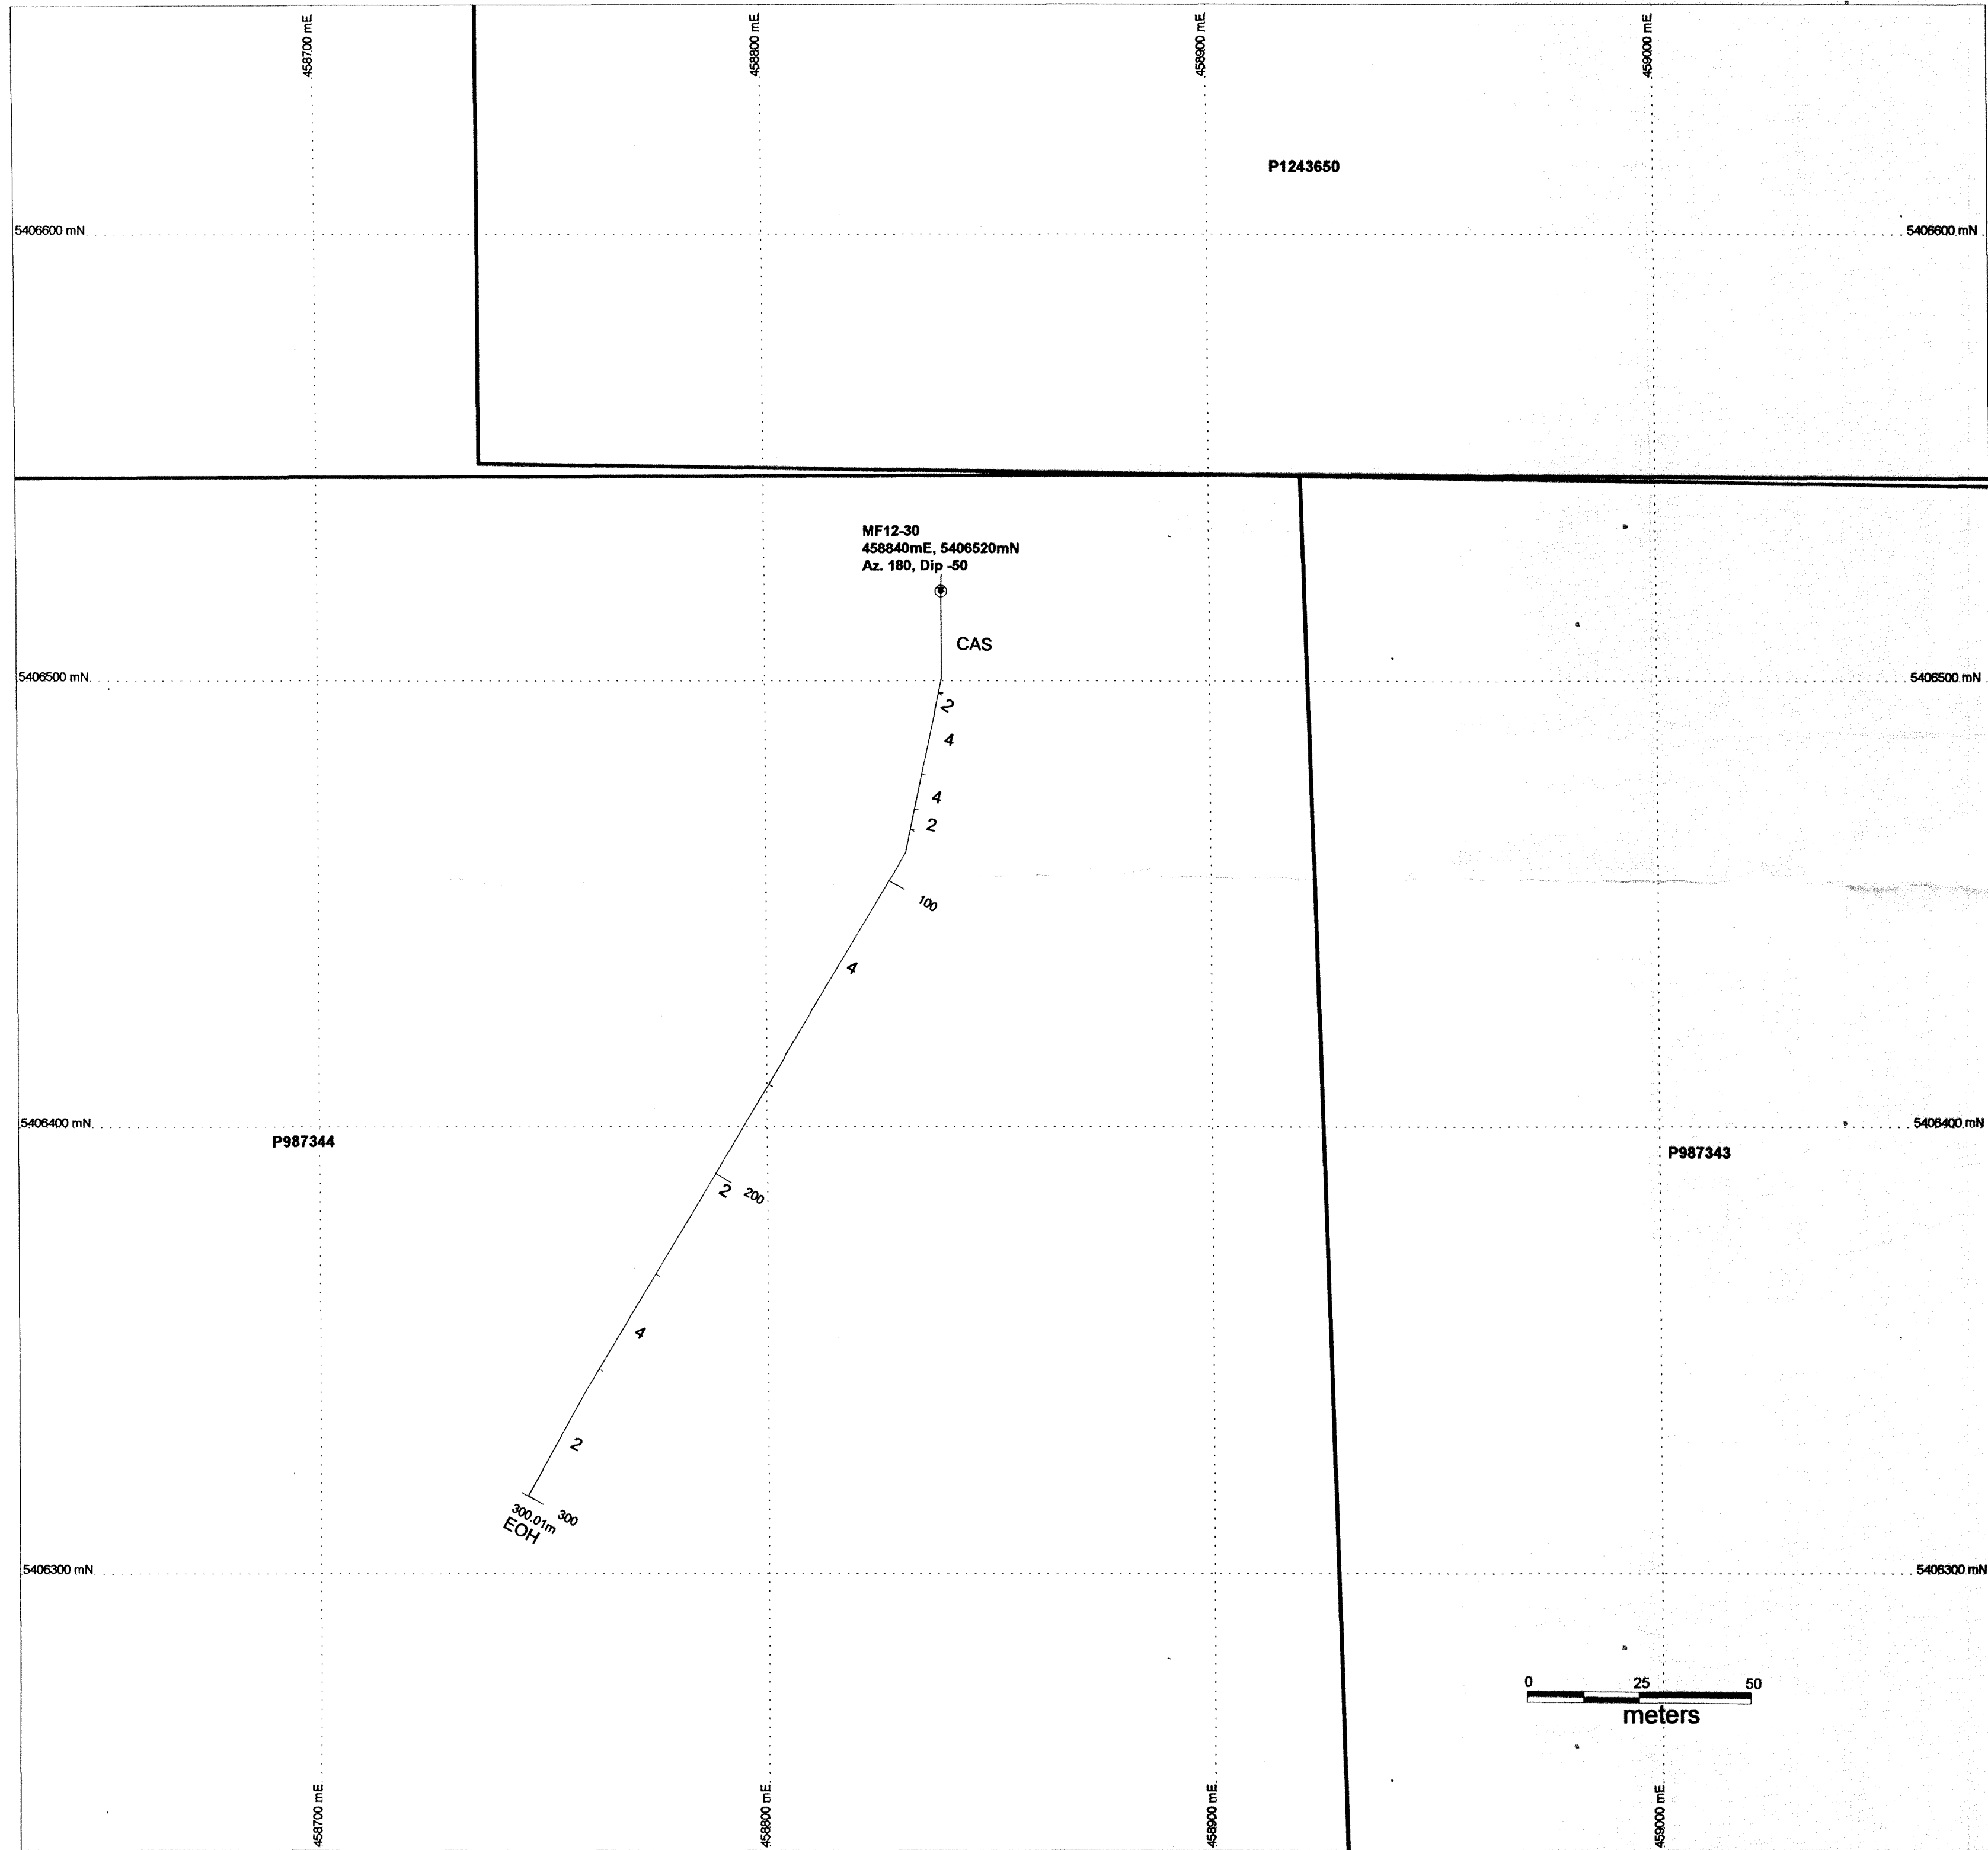 458700 mE
458800 mE
458900 mE
459000 mE
P1243650
5406600 mN
5406600 mN
MF12-30
458840mE, 5406520mN
Az. 180, Dip -50
CAS
5406500 mN
5406500 mN
2
4
4
2
100
4
5406400 mN
5406400 mN
P987344
P987343
2
200
4
2
300.01m
300
EOH
5406300 mN
5406300 mN
0 25 50
meters
458700 mE
458800 mE
458900 mE
459000 mE